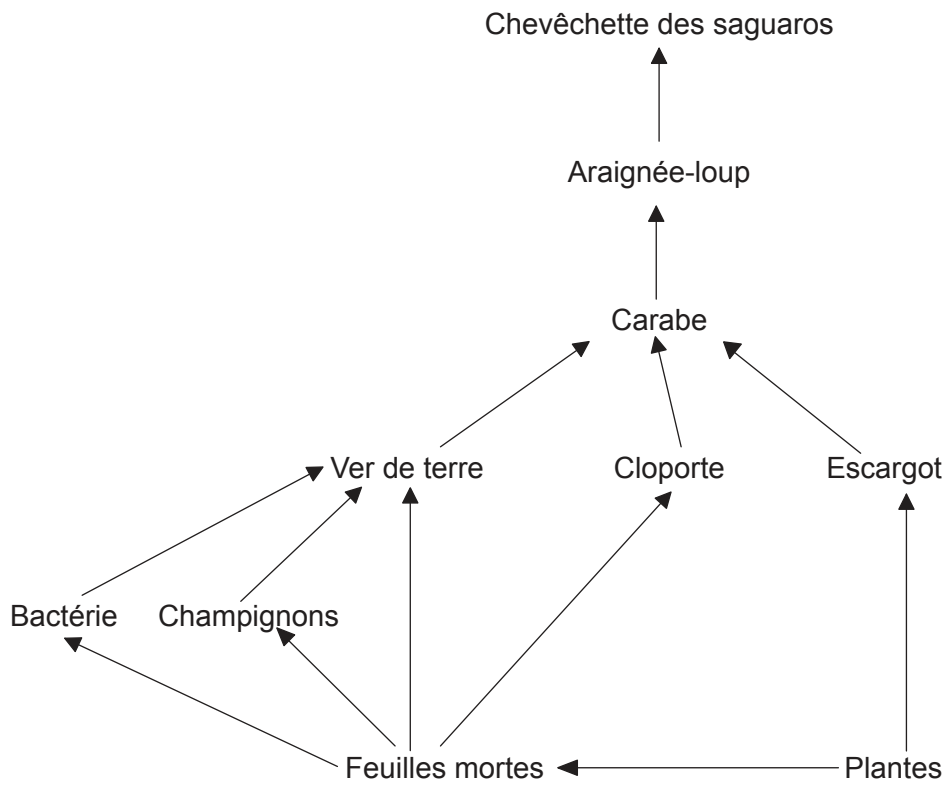 Chevêchette des saguaros
Araignée-loup
Carabe
Ver de terre
Cloporte
Escargot
Bactérie
Champignons
Feuilles mortes
Plantes